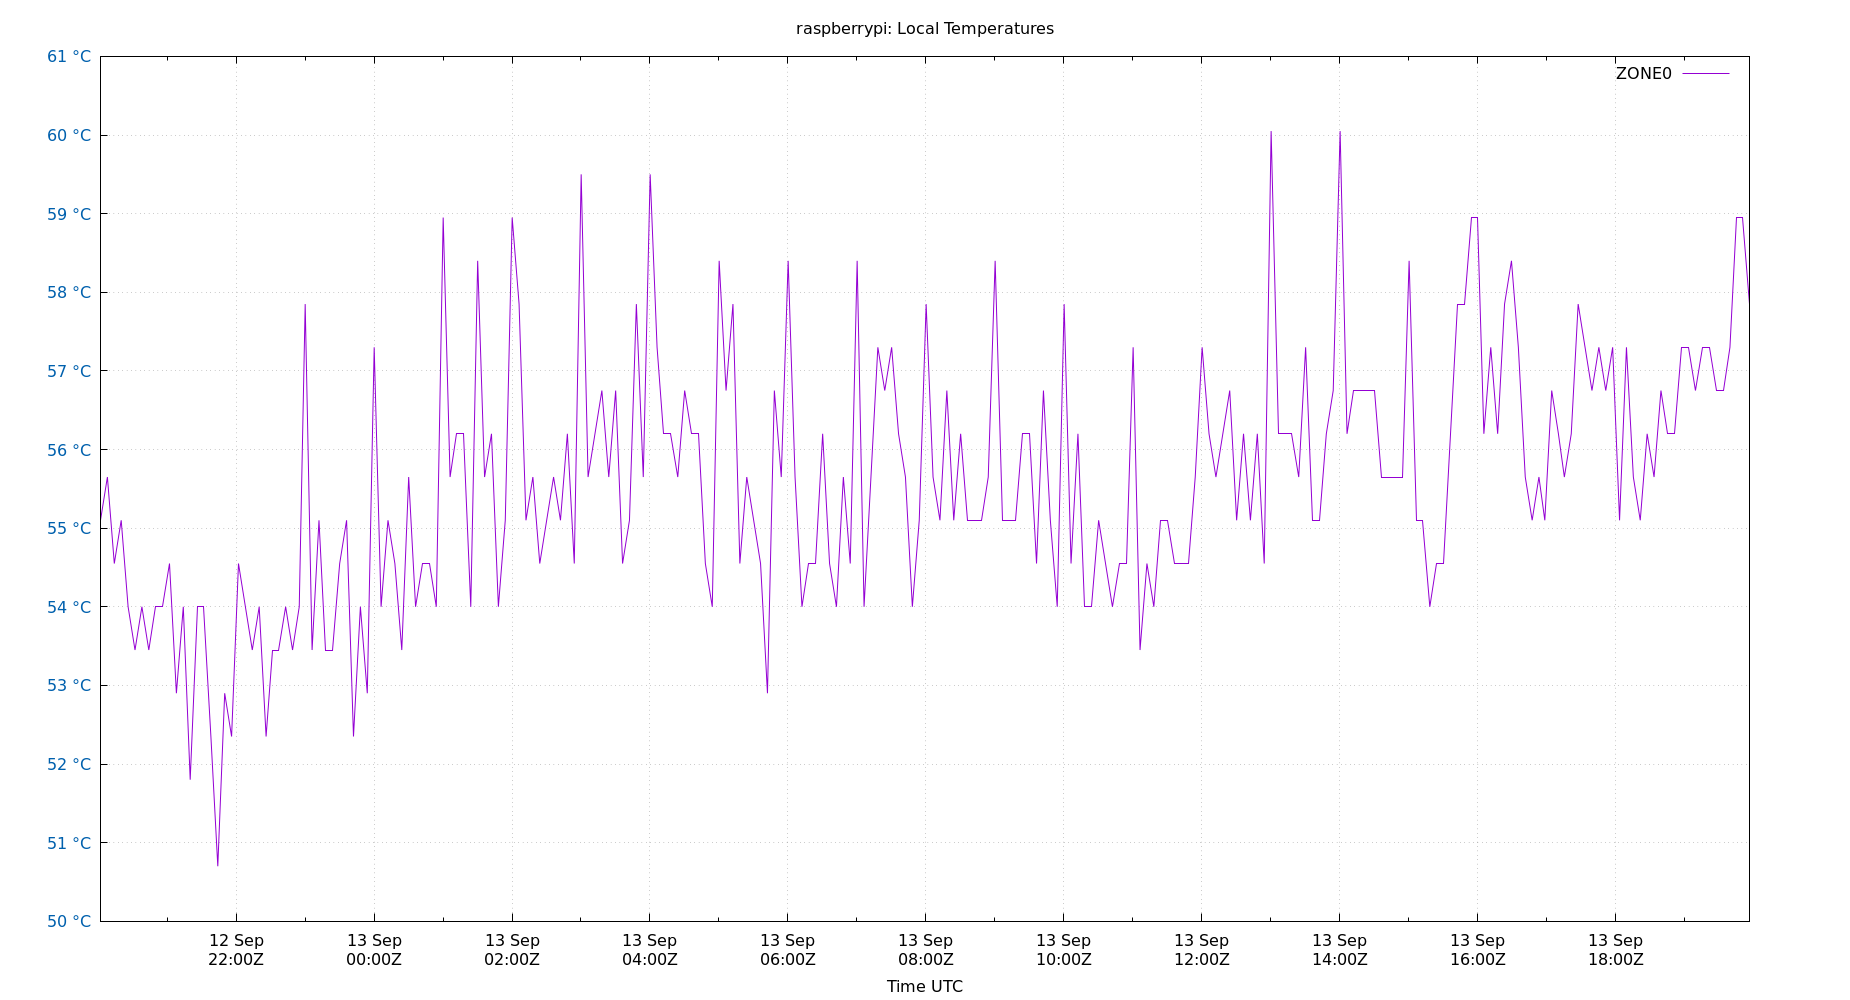 raspberrypi: Local Temperatures
61 °C
ZONE0
60 °C
59 °C
58 °C
57 °C
56 °C
55 °C
54 °C
53 °C
52 °C
51 °C
50 °C
12 Sep 13 Sep 13 Sep 13 Sep 13 Sep 13 Sep 13 Sep 13 Sep 13 Sep 13 Sep 13 Sep
22:00Z 00:00Z 02:00Z 04:00Z 06:00Z 08:00Z 10:00Z 12:00Z 14:00Z 16:00Z 18:00Z
Time UTC